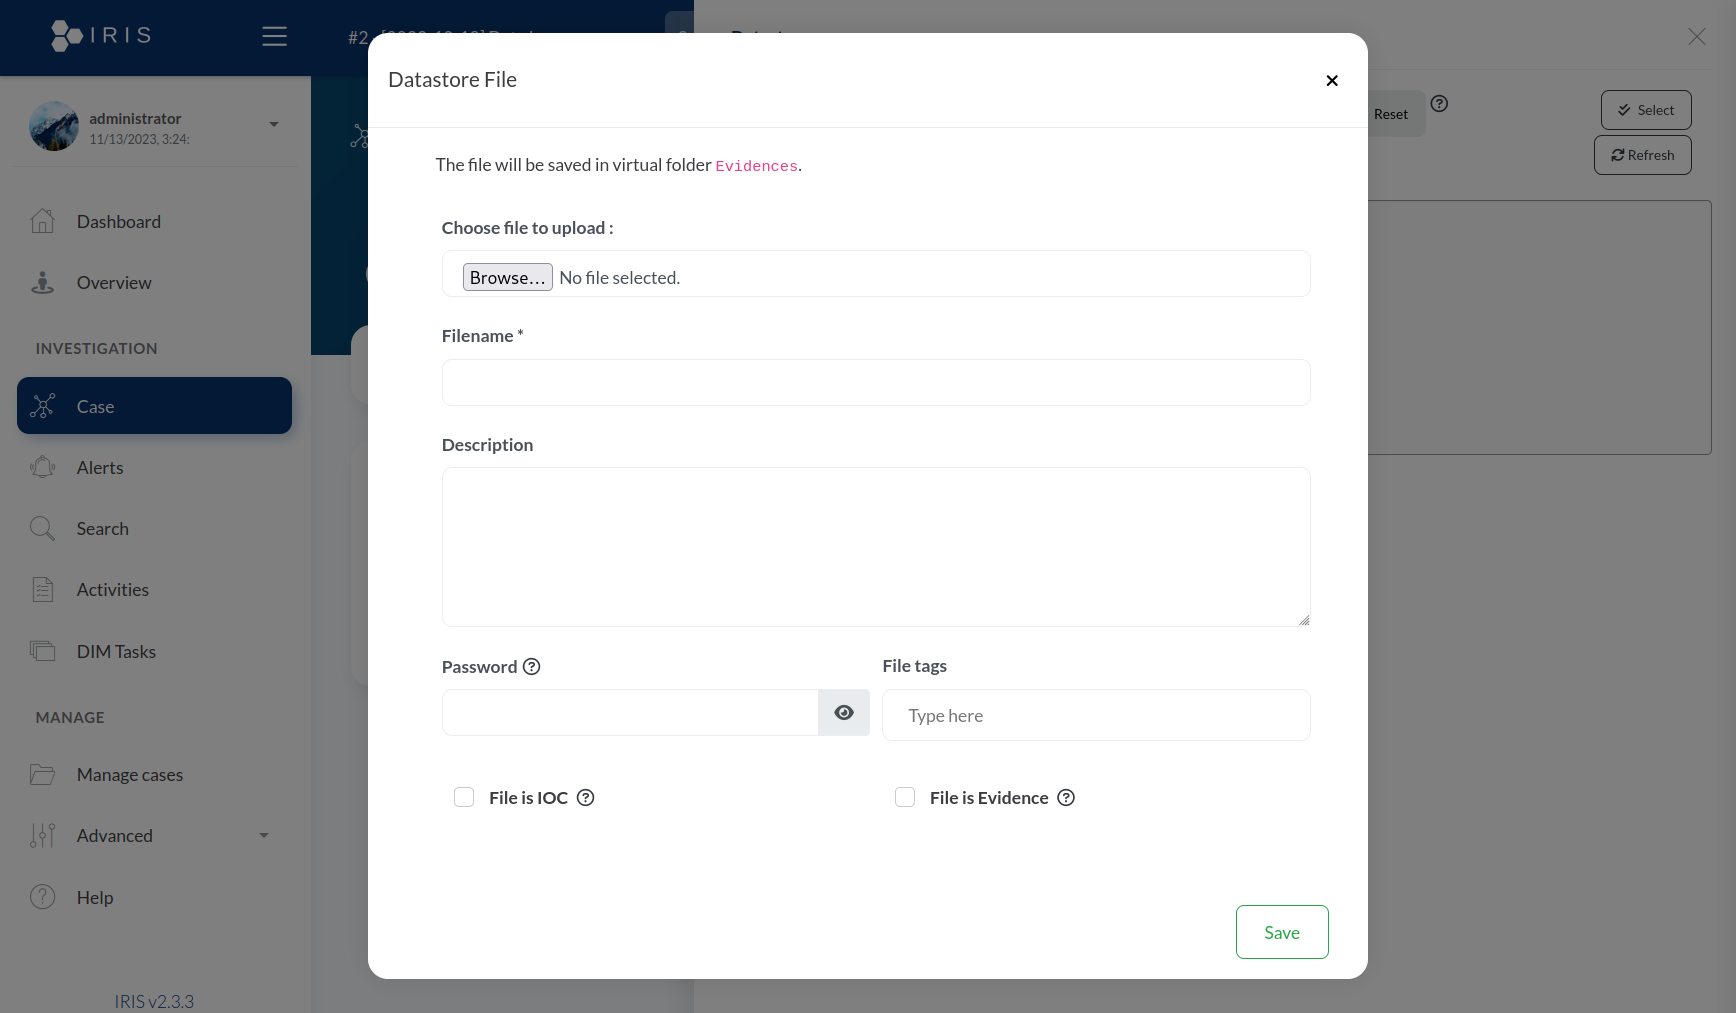 IRIS
Datastore File
×
administrator
11/13/2023, 3:24:
Reset
Select
Refresh
The file will be saved in virtual folder Evidences.
Dashboard
Choose file to upload :
Overview
Browse… No file selected.
Filename *
INVESTIGATION
Case
Description
Alerts
Search
Activities
DIM Tasks
Password
File tags
Type here
MANAGE
Manage cases
File is IOC
File is Evidence
Advanced
Help
Save
IRIS v2.3.3